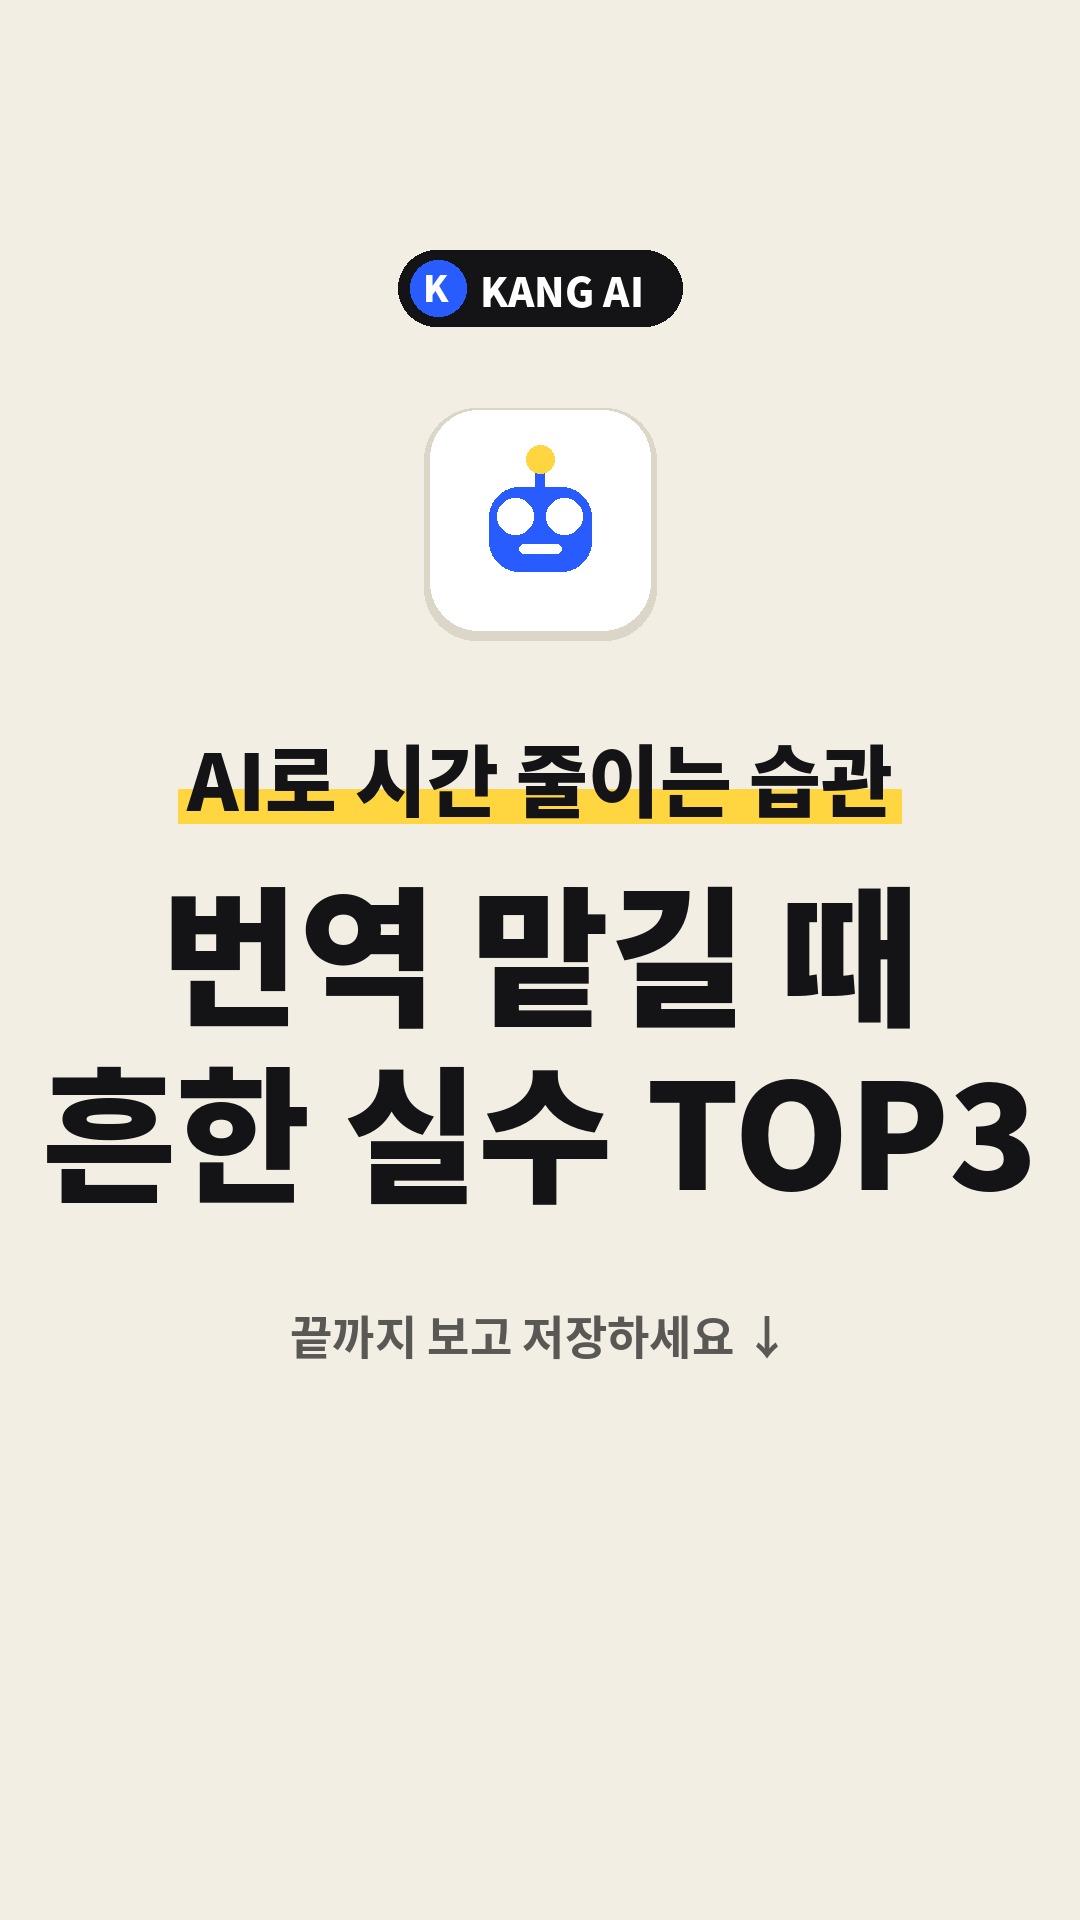 K KANG AI
AI로 시간 줄이는 습관
번역 맡길 때
흔한 실수 TOP3
끝까지 보고 저장하세요 ↓